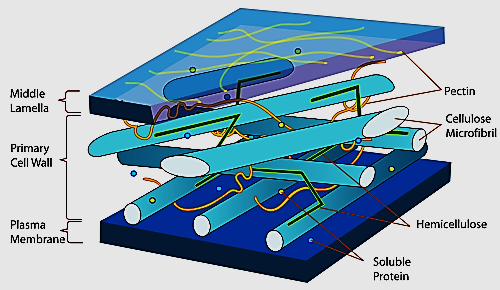 Middle
Lamella
Pectin
Cellulose
Microfibril
Primary
Cell Wall
Plasma
Membrane
Hemicellulose
Soluble
Protein